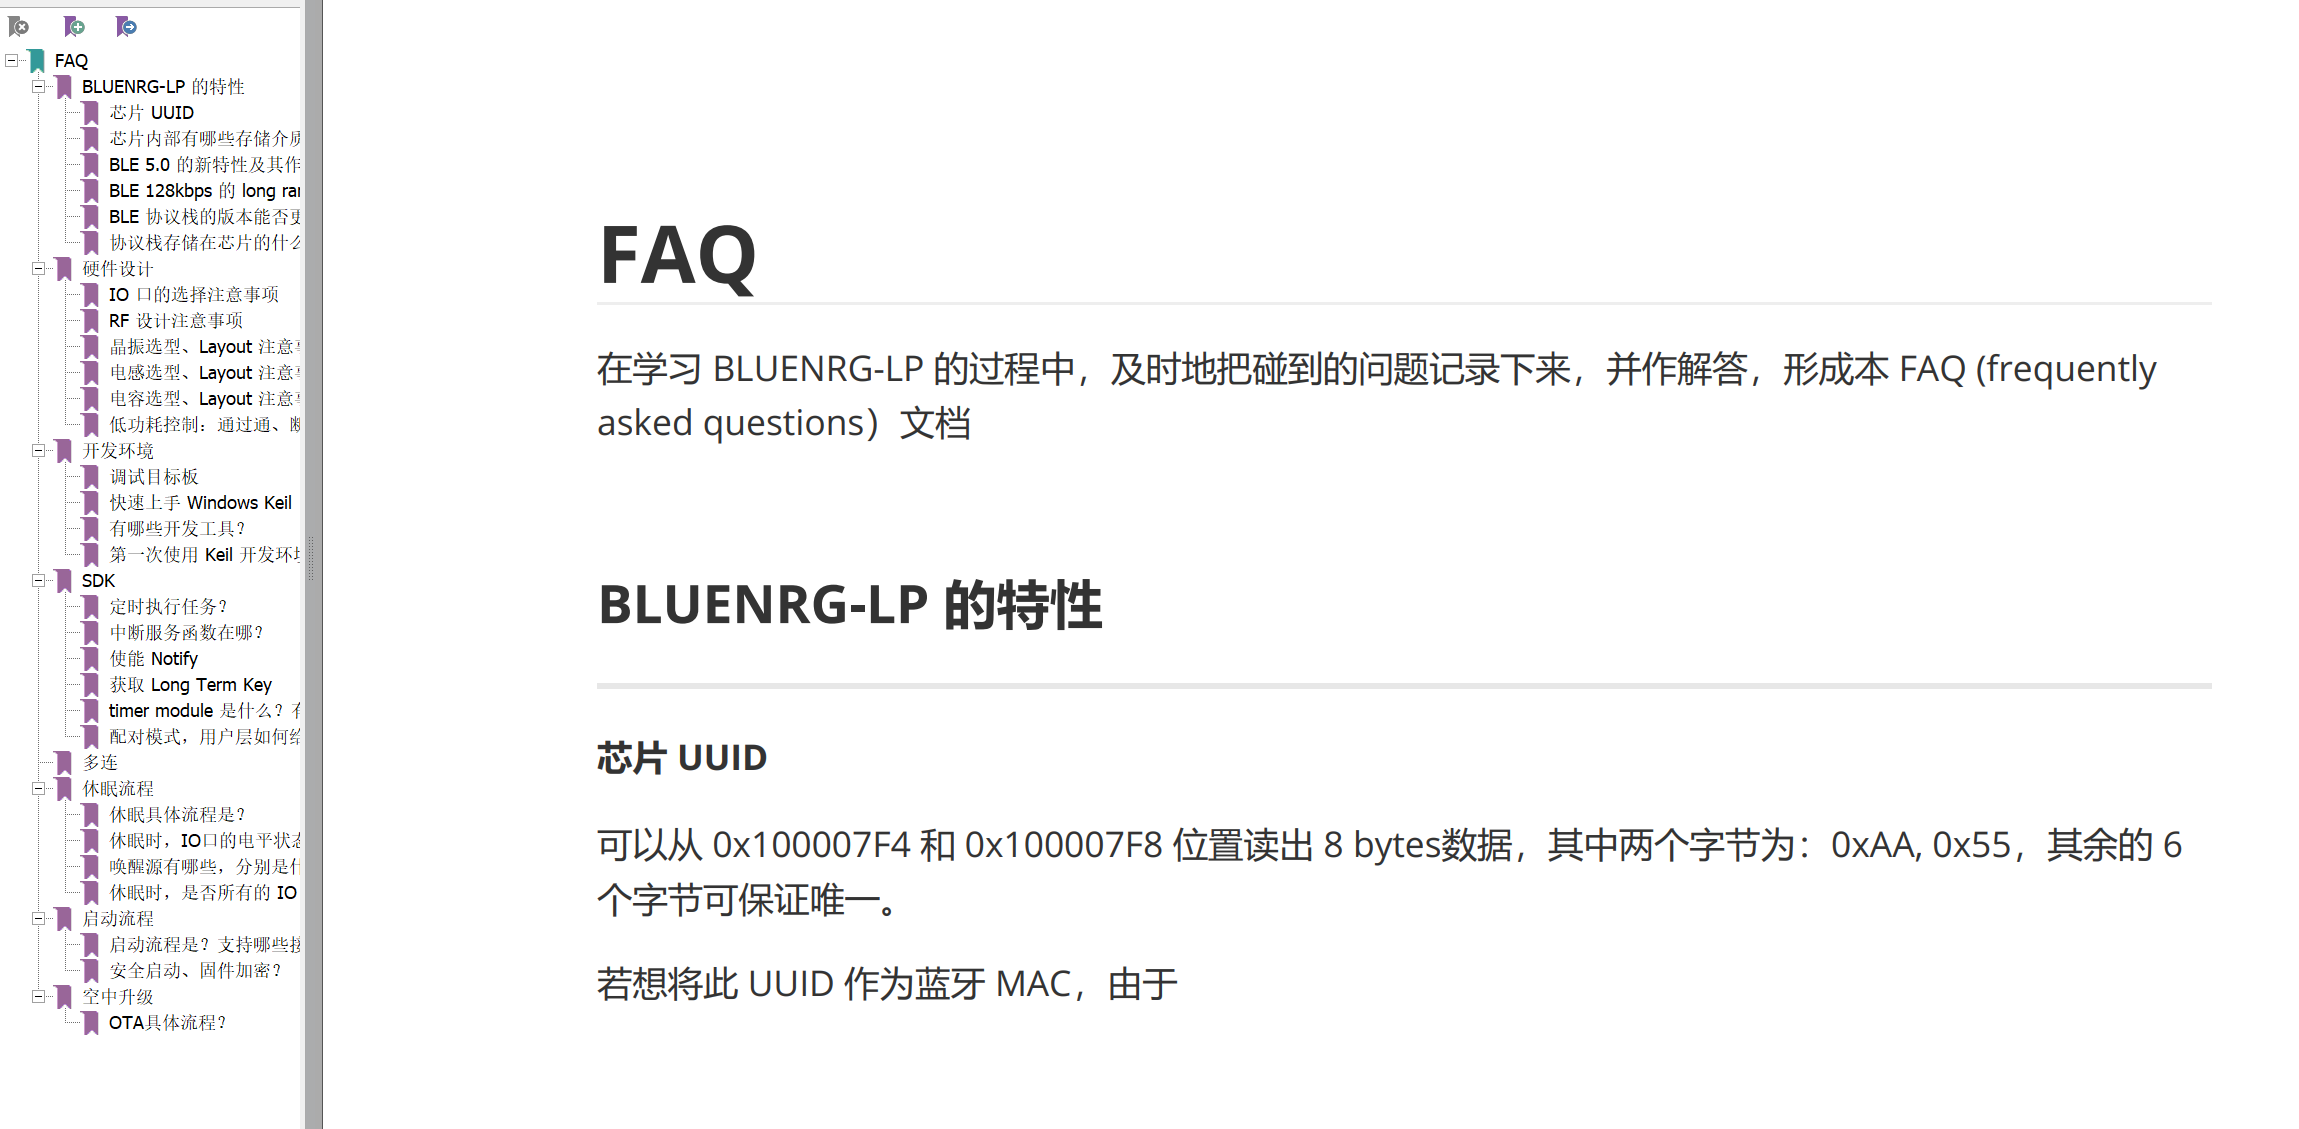 FAQ
BLUENRG-LP 的特性
芯片 UUID
芯片内部有哪些存储介质
BLE 5.0 的新特性及其作
BLE 128kbps 的 long ran
BLE 协议栈的版本能否更
协议栈存储在芯片的什么
硬件设计
IO 口的选择注意事项
RF 设计注意事项
晶振选型、Layout 注意事
电感选型、Layout 注意事
电容选型、Layout 注意事
低功耗控制：通过通、断
开发环境
调试目标板
快速上手 Windows Keil
有哪些开发工具？
第一次使用 Keil 开发环境
SDK
定时执行任务？
中断服务函数在哪？
使能 Notify
获取 Long Term Key
timer module 是什么？有
配对模式，用户层如何给
多连
休眠流程
休眠具体流程是？
休眠时，IO口的电平状态
唤醒源有哪些，分别是什
休眠时，是否所有的 IO
启动流程
启动流程是？支持哪些接
安全启动、固件加密？
空中升级
OTA具体流程？
FAQ
在学习 BLUENRG-LP 的过程中，及时地把碰到的问题记录下来，并作解答，形成本 FAQ (frequently
asked questions）文档
BLUENRG-LP 的特性
芯片 UUID
可以从 0x100007F4 和 0x100007F8 位置读出 8 bytes数据，其中两个字节为：0xAA, 0x55，其余的 6
个字节可保证唯一。
若想将此 UUID 作为蓝牙 MAC，由于